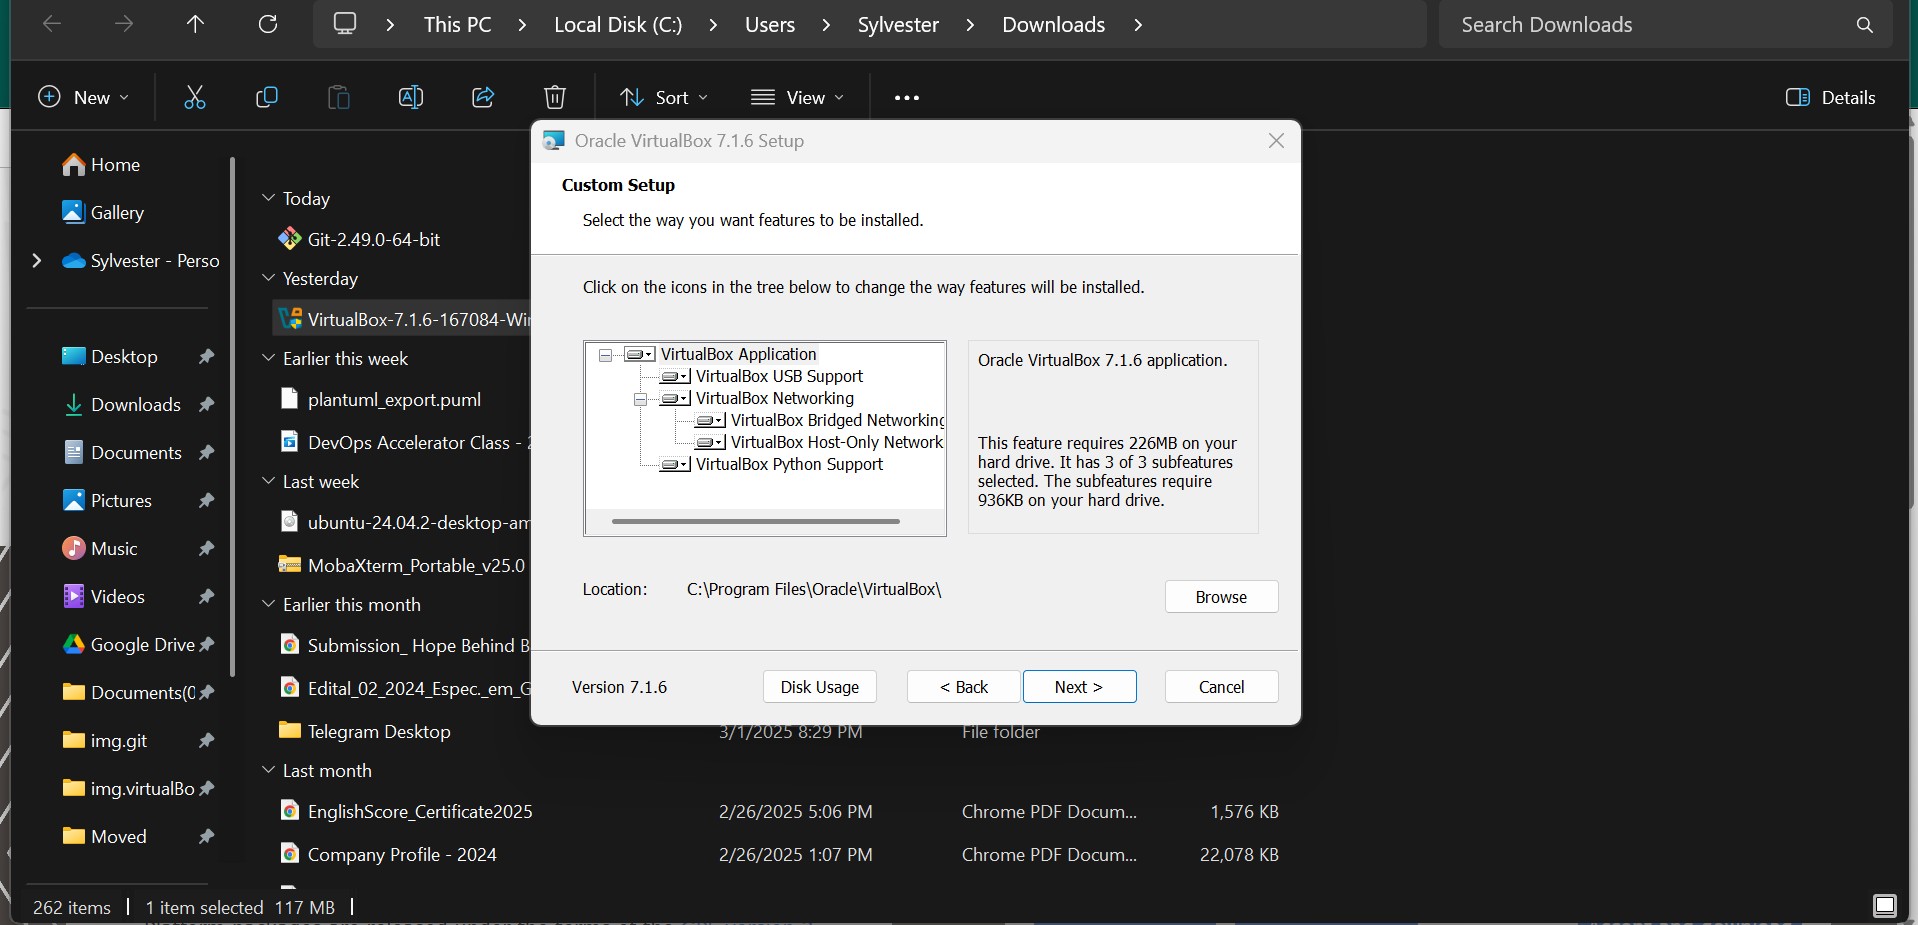 This PC > Local Disk (C:) > Users > Sylvester > Downloads >
Search Downloads
New
Sort
View
Details
Home
Gallery
Sylvester - Perso
Desktop
Downloads
Documents
Pictures
Music
Videos
Google Drive
Documents(0
img.git
img.virtualBo
Moved
Today
Git-2.49.0-64-bit
Yesterday
VirtualBox-7.1.6-167084-Wi
Earlier this week
plantuml_export.puml
DevOps Accelerator Class - 2
Last week
ubuntu-24.04.2-desktop-am
MobaXterm_Portable_v25.0
Earlier this month
Submission_ Hope Behind B
Edital_02_2024_Espec._em_G
Telegram Desktop 3/1/2025 8:29 PM File folder
Last month
EnglishScore_Certificate2025 2/26/2025 5:06 PM Chrome PDF Docum... 1,576 KB
Company Profile - 2024 2/26/2025 1:07 PM Chrome PDF Docum... 22,078 KB
262 items | 1 item selected 117 MB |
Oracle VirtualBox 7.1.6 Setup
Custom Setup
Select the way you want features to be installed.
Click on the icons in the tree below to change the way features will be installed.
VirtualBox Application
VirtualBox USB Support
VirtualBox Networking
VirtualBox Bridged Networking
VirtualBox Host-Only Network
VirtualBox Python Support
Oracle VirtualBox 7.1.6 application.
This feature requires 226MB on your
hard drive. It has 3 of 3 subfeatures
selected. The subfeatures require
936KB on your hard drive.
Location: C:\Program Files\Oracle\VirtualBox\
Browse
Version 7.1.6
Disk Usage
< Back
Next >
Cancel